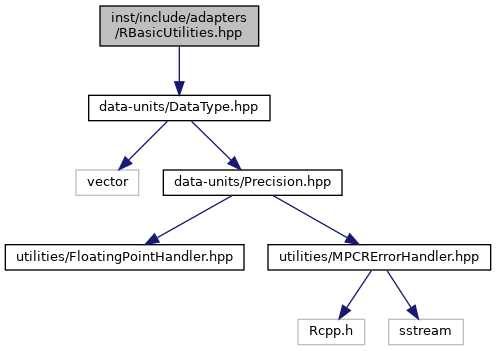 inst/include/adapters
/RBasicUtilities.hpp
data-units/DataType.hpp
vector
data-units/Precision.hpp
utilities/FloatingPointHandler.hpp
utilities/MPCRErrorHandler.hpp
Rcpp.h
sstream